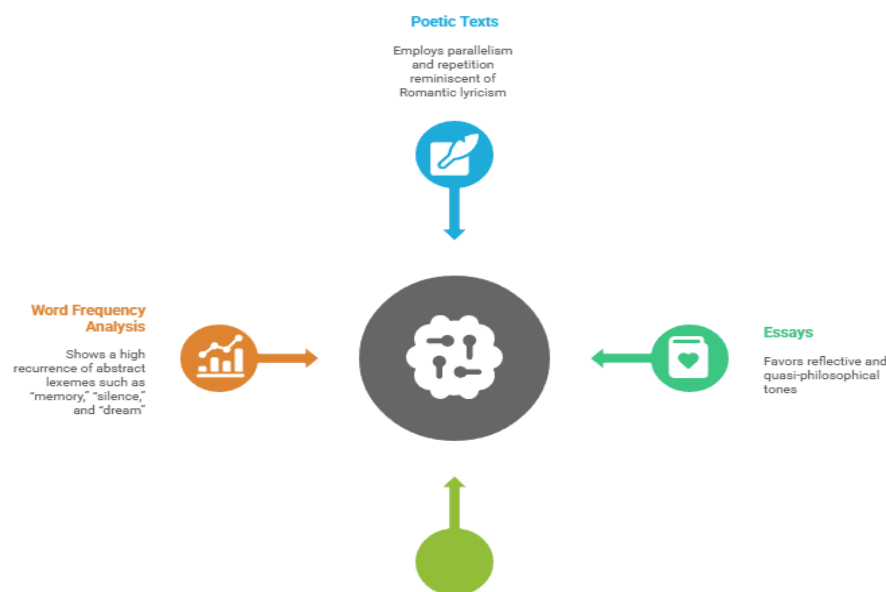 Poetic Texts
Employs parallelism
and repetition
reminiscent of
Romantic lyricism
Word Frequency
Analysis
Shows a high
recurrence of abstract
lexemes such as
“memory,” “silence,”
and “dream”
Essays
Favors reflective and
quasi-philosophical
tones